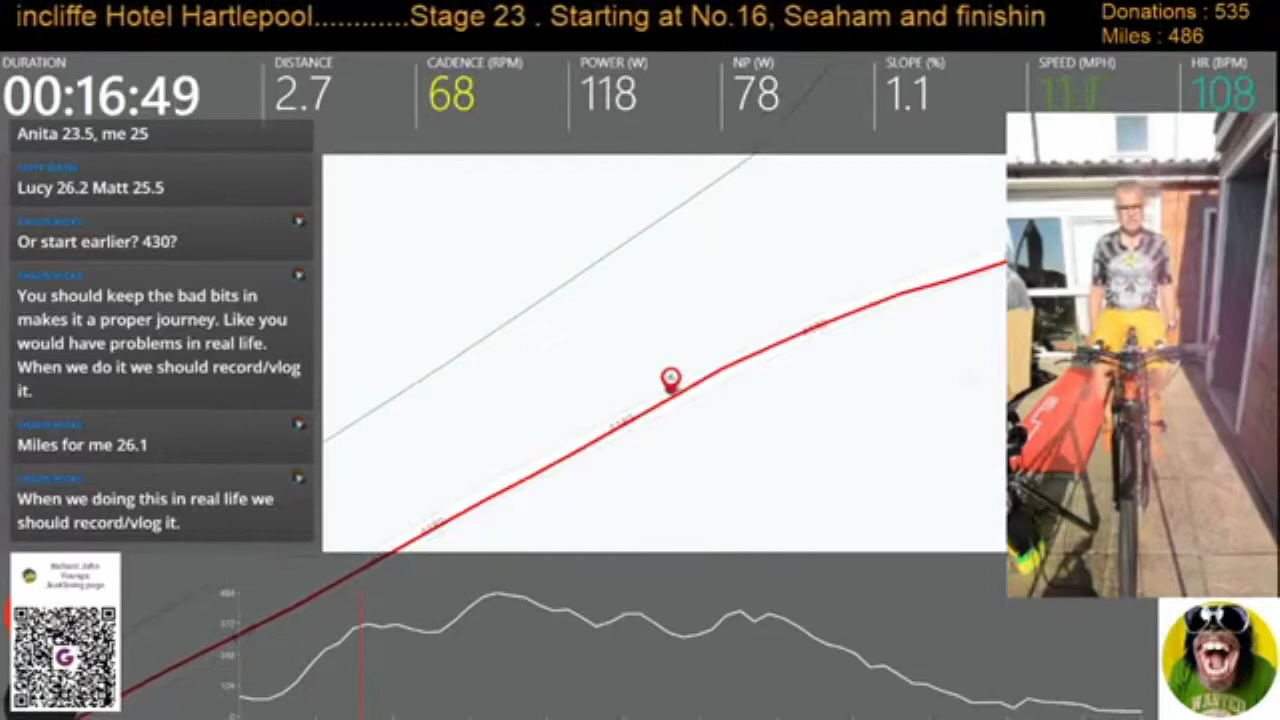 incliffe Hotel Hartlepool............Stage 23 . Starting at No.16, Seaham and finishin
Donations : 535
Miles : 486
DURATION
00:16:49
DISTANCE
2.7
CADENCE (RPM)
68
POWER (W)
118
NP (W)
78
SLOPE (%)
1.1
SPEED (MPH)
HR (BPM)
108
Anita 23.5, me 25
Lucy 26.2 Matt 25.5
Or start earlier? 430?
You should keep the bad bits in
makes it a proper journey. Like you
would have problems in real life.
When we do it we should record/vlog
it.
Miles for me 26.1
When we doing this in real life we
should record/vlog it.
G
WANTED